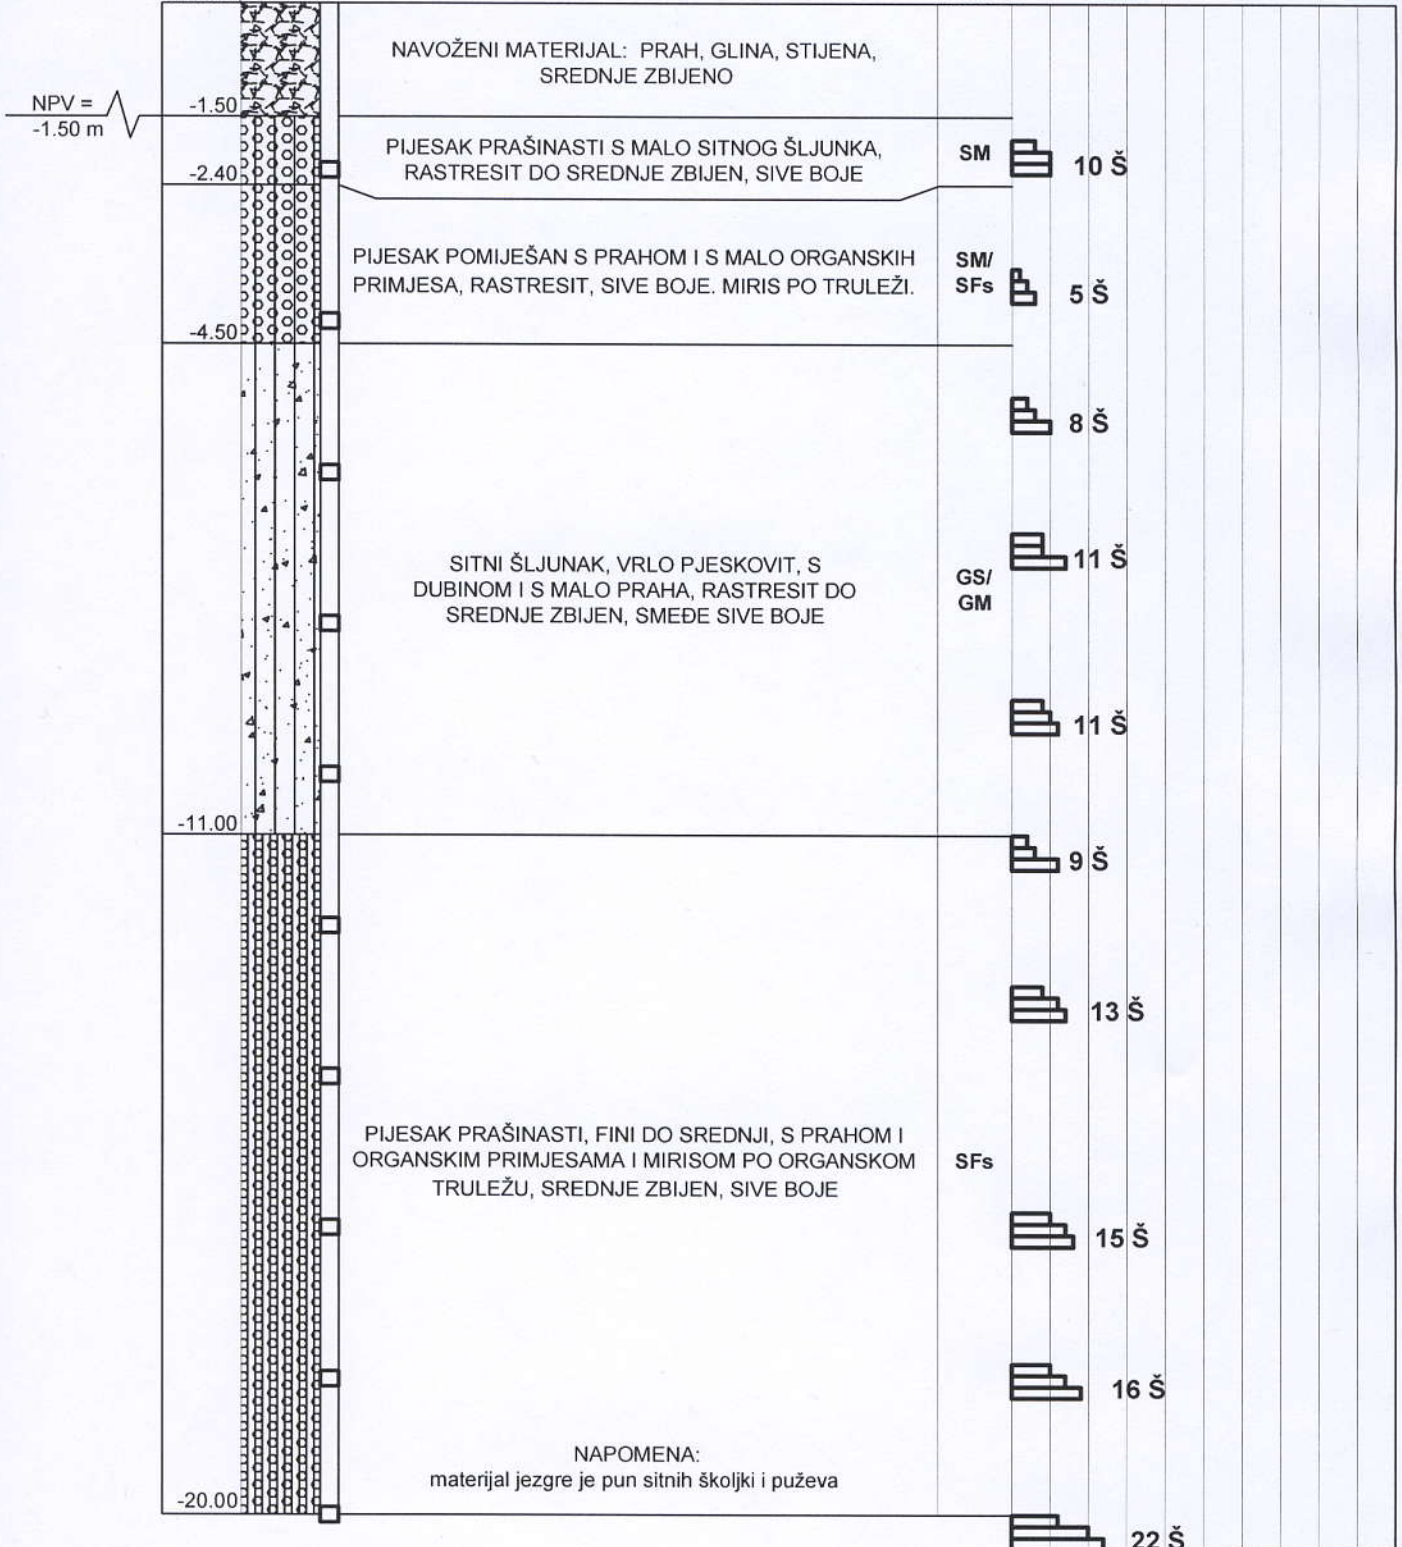 NAVOŽENI MATERIJAL: PRAH, GLINA, STIJENA,
SREDNJE ZBIJENO
NPV =
-1.50 m
-1.50
PIJESAK PRAŠINASTI S MALO SITNOG ŠLJUNKA,
RASTRESIT DO SREDNJE ZBIJEN, SIVE BOJE
SM
10 Š
-2.40
PIJESAK POMIJEŠAN S PRAHOM I S MALO ORGANSKIH
PRIMJESA, RASTRESIT, SIVE BOJE. MIRIS PO TRULEŽI.
SM/
SFs
5 Š
-4.50
8 Š
11 Š
SITNI ŠLJUNAK, VRLO PJESKOVIT, S
DUBINOM I S MALO PRAHA, RASTRESIT DO
SREDNJE ZBIJEN, SMEĐE SIVE BOJE
GS/
GM
11 Š
-11.00
9 Š
13 Š
PIJESAK PRAŠINASTI, FINI DO SREDNJI, S PRAHOM I
ORGANSKIM PRIMJESAMA I MIRISOM PO ORGANSKOM
TRULEŽU, SREDNJE ZBIJEN, SIVE BOJE
SFs
15 Š
16 Š
NAPOMENA:
materijal jezgre je pun sitnih školjki i puževa
-20.00
22 Š